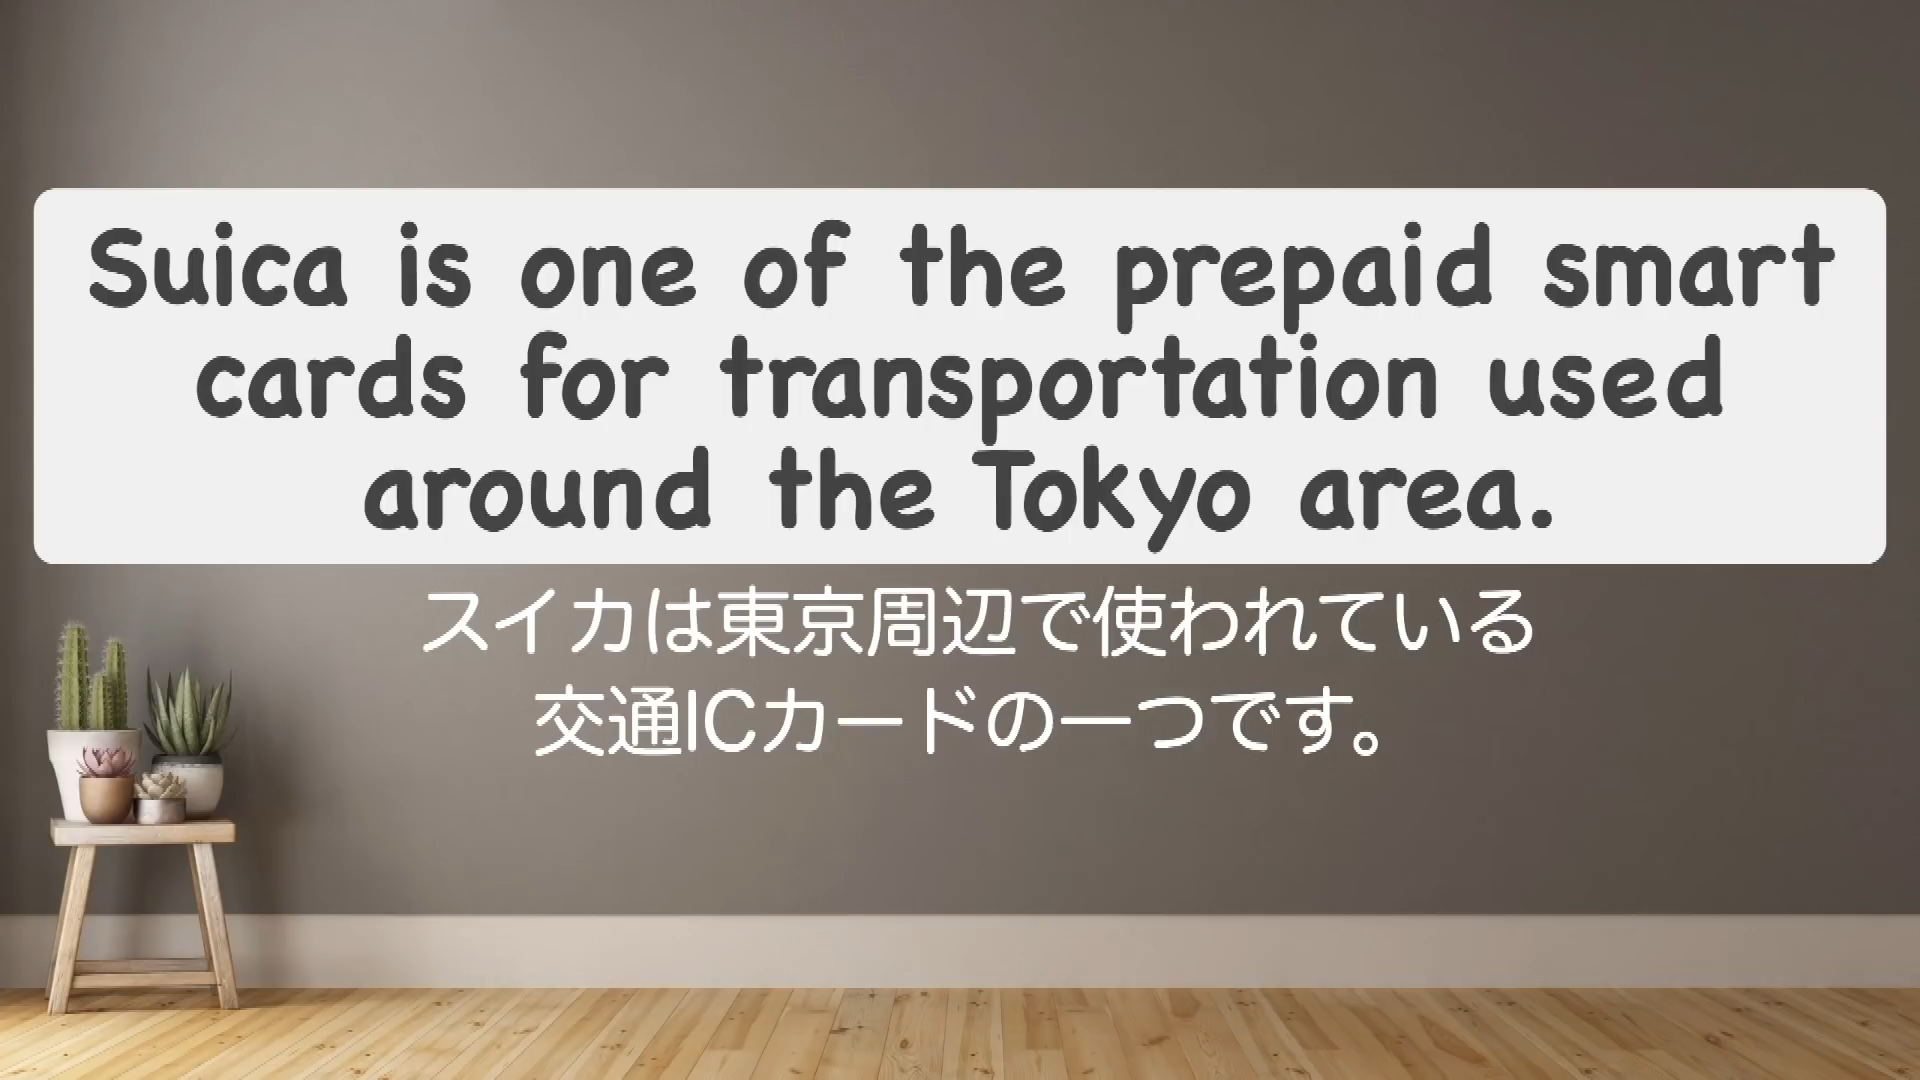 Suica is one of the prepaid smart
cards for transportation used
around the Tokyo area.
スイカは東京周辺で使われている
交通ICカードの一つです。